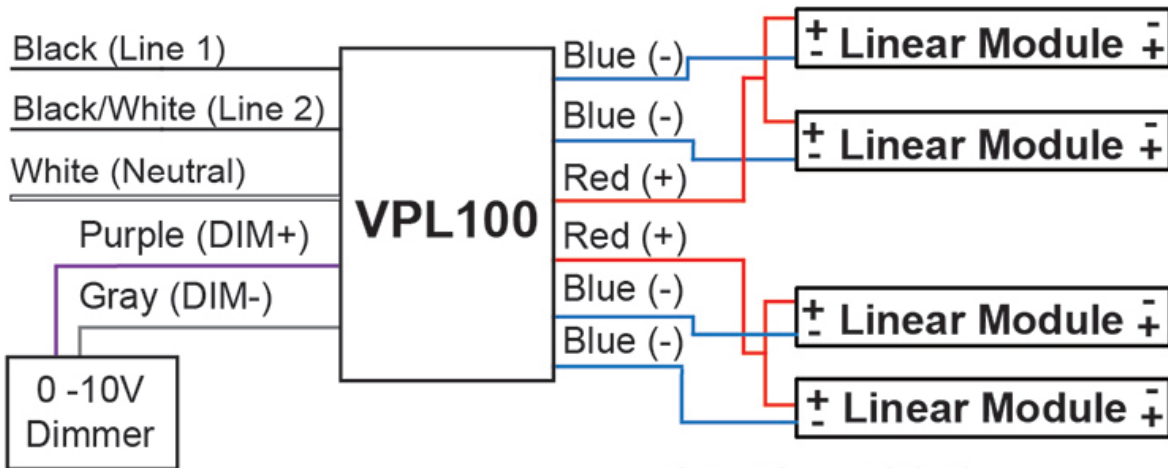 Black (Line 1)
Black/White (Line 2)
White (Neutral)
Purple (DIM+)
Gray (DIM-)
0 -10V
Dimmer
VPL100
Blue (-)
Blue (-)
Red (+)
Red (+)
Blue (-)
Blue (-)
+ - Linear Module - +
+ - Linear Module - +
+ - Linear Module - +
+ - Linear Module - +